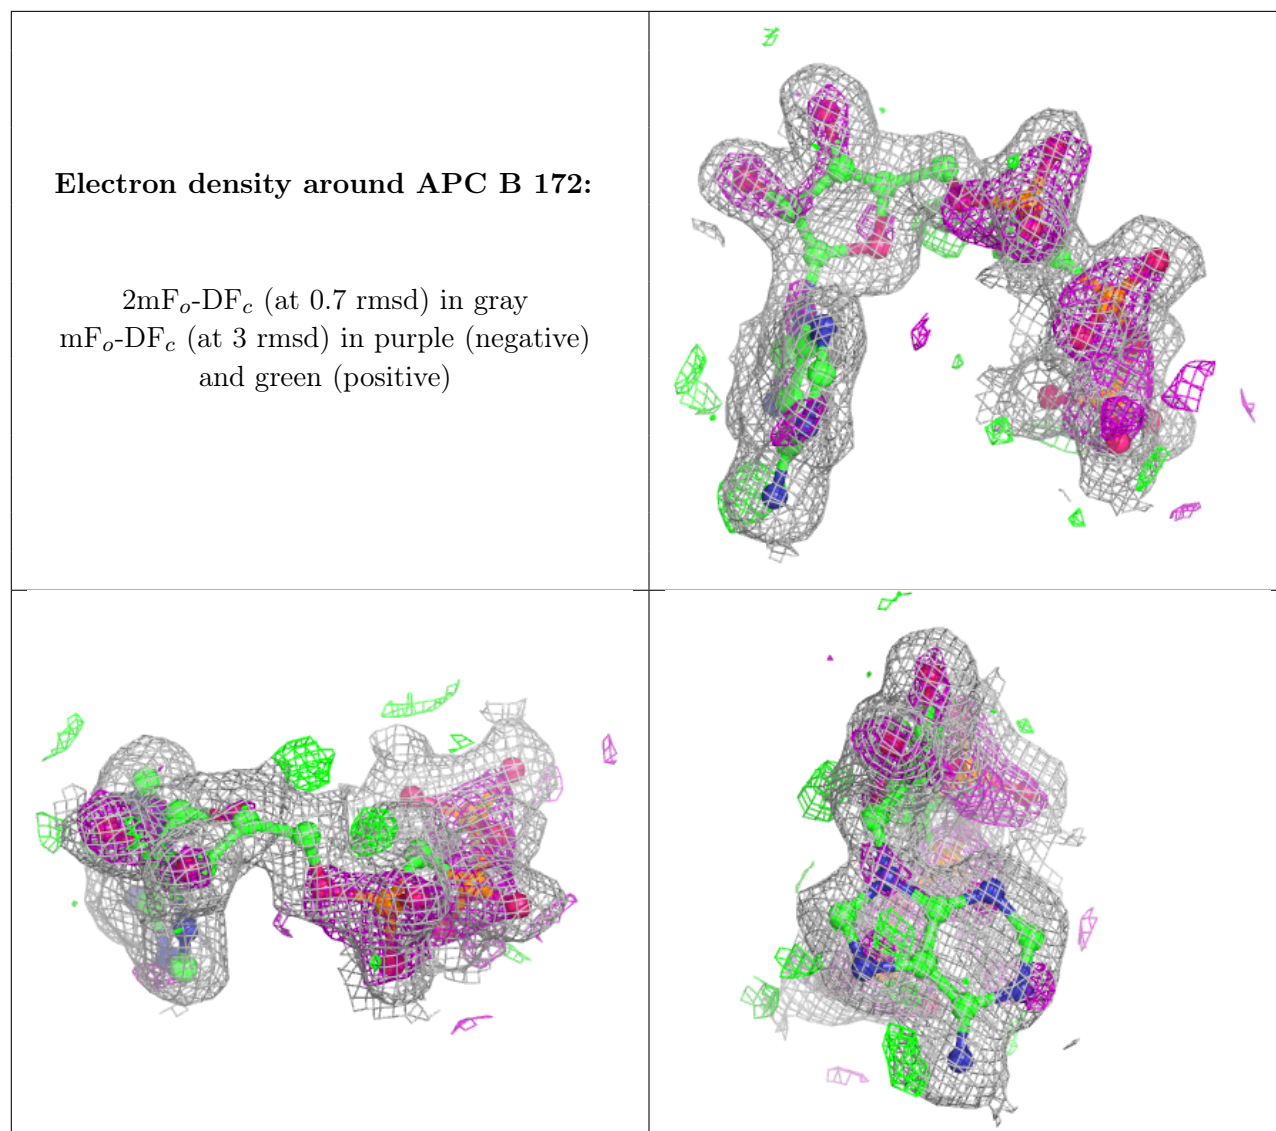 Electron density around APC B 172:
2mFo-DFc (at 0.7 rmsd) in gray
mFo-DFc (at 3 rmsd) in purple (negative)
and green (positive)